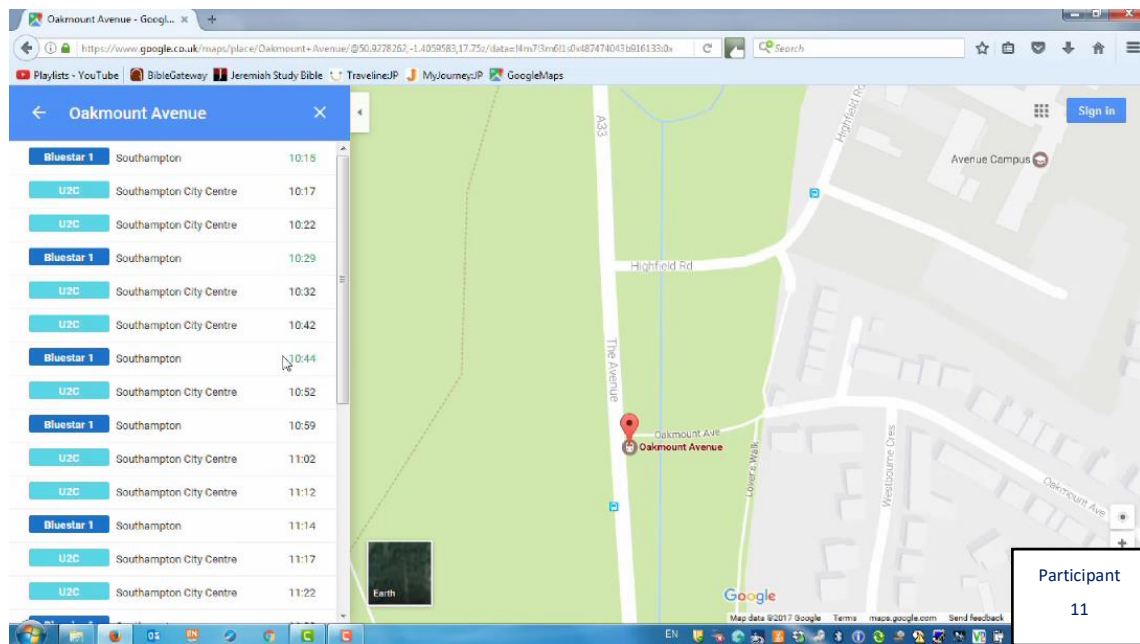 Oakmount Avenue - Googl... × +
https://www.google.co.uk/maps/place/Oakmount+Avenue/@50.9278262,-1.4059583,17.75z/data=!4m7!3m6!1s0x487474043b916133:0x
Search
Playlists - YouTube BibleGateway Jeremiah Study Bible Traveline:JP MyJourney:JP GoogleMaps
Oakmount Avenue
Sign in
Bluestar 1 Southampton 10:15
U2C Southampton City Centre 10:17
U2C Southampton City Centre 10:22
Bluestar 1 Southampton 10:29
U2C Southampton City Centre 10:32
U2C Southampton City Centre 10:42
Bluestar 1 Southampton 10:44
U2C Southampton City Centre 10:52
Bluestar 1 Southampton 10:59
U2C Southampton City Centre 11:02
U2C Southampton City Centre 11:12
Bluestar 1 Southampton 11:14
U2C Southampton City Centre 11:17
U2C Southampton City Centre 11:22
A33
Highfield Rd
Avenue Campus
Highfield Rd
The Avenue
Oakmount Ave
Oakmount Avenue
Lover's Walk
Westbourne Cres
Oakmount Ave
Earth
Google
Map data ©2017 Google Terms maps.google.com Send feedback
EN
Participant
11